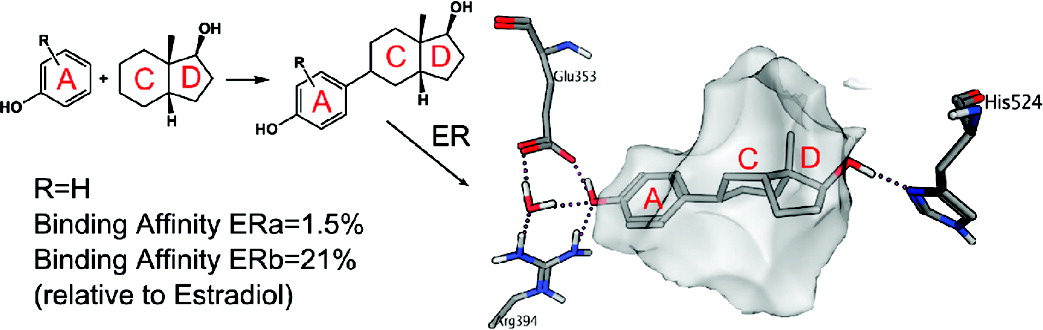 R
A
HO
+
C
D
OH
H
R
A
HO
C
D
OH
H
ER
R=H
Binding Affinity ERa=1.5%
Binding Affinity ERb=21%
(relative to Estradiol)
Glu353
A
C
D
His524
Arg394